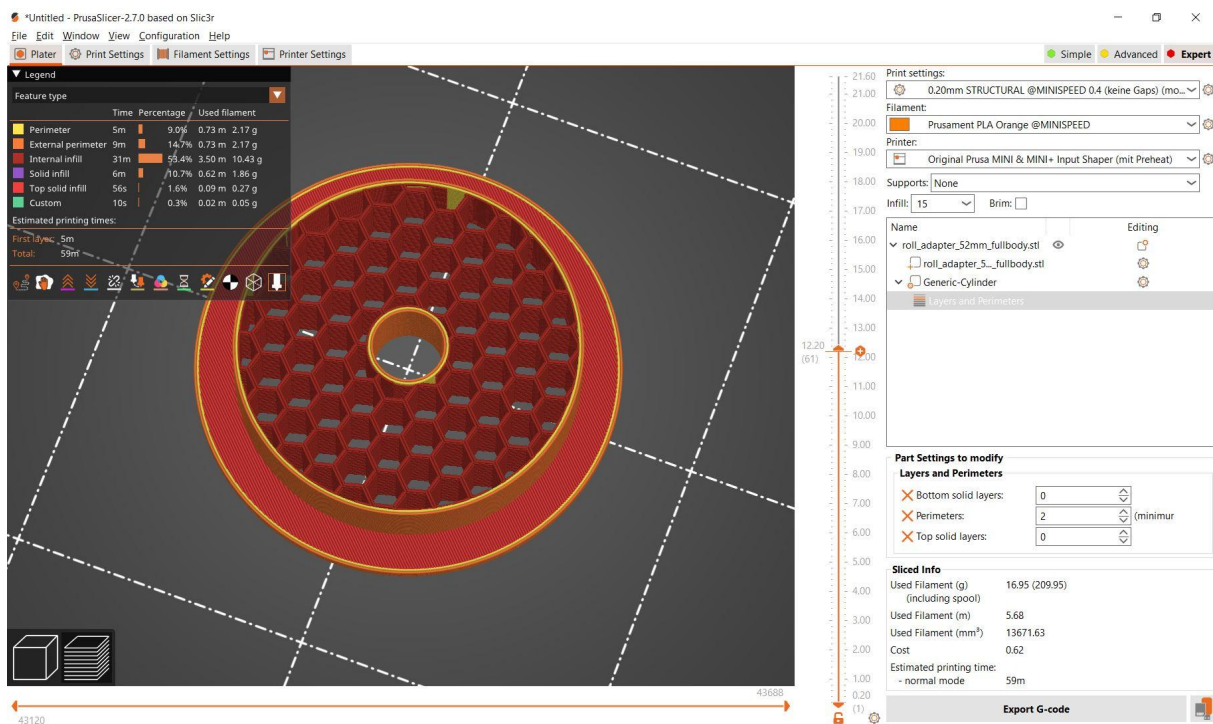 *Untitled - PrusaSlicer-2.7.0 based on Slic3r
File Edit Window View Configuration Help
Plater Print Settings Filament Settings Printer Settings Simple Advanced Expert
Legend
Feature type
Time Percentage Used filament
Perimeter 5m 9.0% 0.73 m 2.17 g
External perimeter 9m 14.7% 0.73 m 2.17 g
Internal infill 31m 53.4% 3.50 m 10.43 g
Solid infill 6m 10.7% 0.62 m 1.86 g
Top solid infill 56s 1.6% 0.09 m 0.27 g
Custom 10s 0.3% 0.02 m 0.05 g
Estimated printing times:
First layer: 5m
Total: 59m
21.60
21.00
20.00
19.00
18.00
17.00
16.00
15.00
14.00
13.00
12.20
(61)
12.00
11.00
10.00
9.00
8.00
7.00
6.00
5.00
4.00
3.00
2.00
1.00
0.20
(1)
43688
43120
Print settings:
0.20mm STRUCTURAL @MINISPEED 0.4 (keine Gaps) (mo...
Filament:
Prusament PLA Orange @MINISPEED
Printer:
Original Prusa MINI & MINI+ Input Shaper (mit Preheat)
Supports: None
Infill: 15 Brim:
Name Editing
roll_adapter_52mm_fullbody.stl
roll_adapter_5..._fullbody.stl
Generic-Cylinder
Layers and Perimeters
Part Settings to modify
Layers and Perimeters
Bottom solid layers: 0
Perimeters: 2 (minimur
Top solid layers: 0
Sliced Info
Used Filament (g) 16.95 (209.95)
(including spool)
Used Filament (m) 5.68
Used Filament (mm³) 13671.63
Cost 0.62
Estimated printing time:
- normal mode 59m
Export G-code